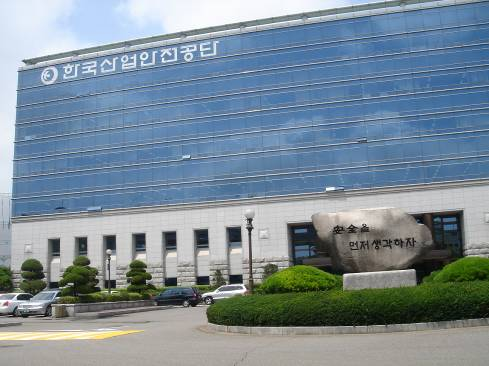 한국산업안전공단
安全을
먼저생각하자